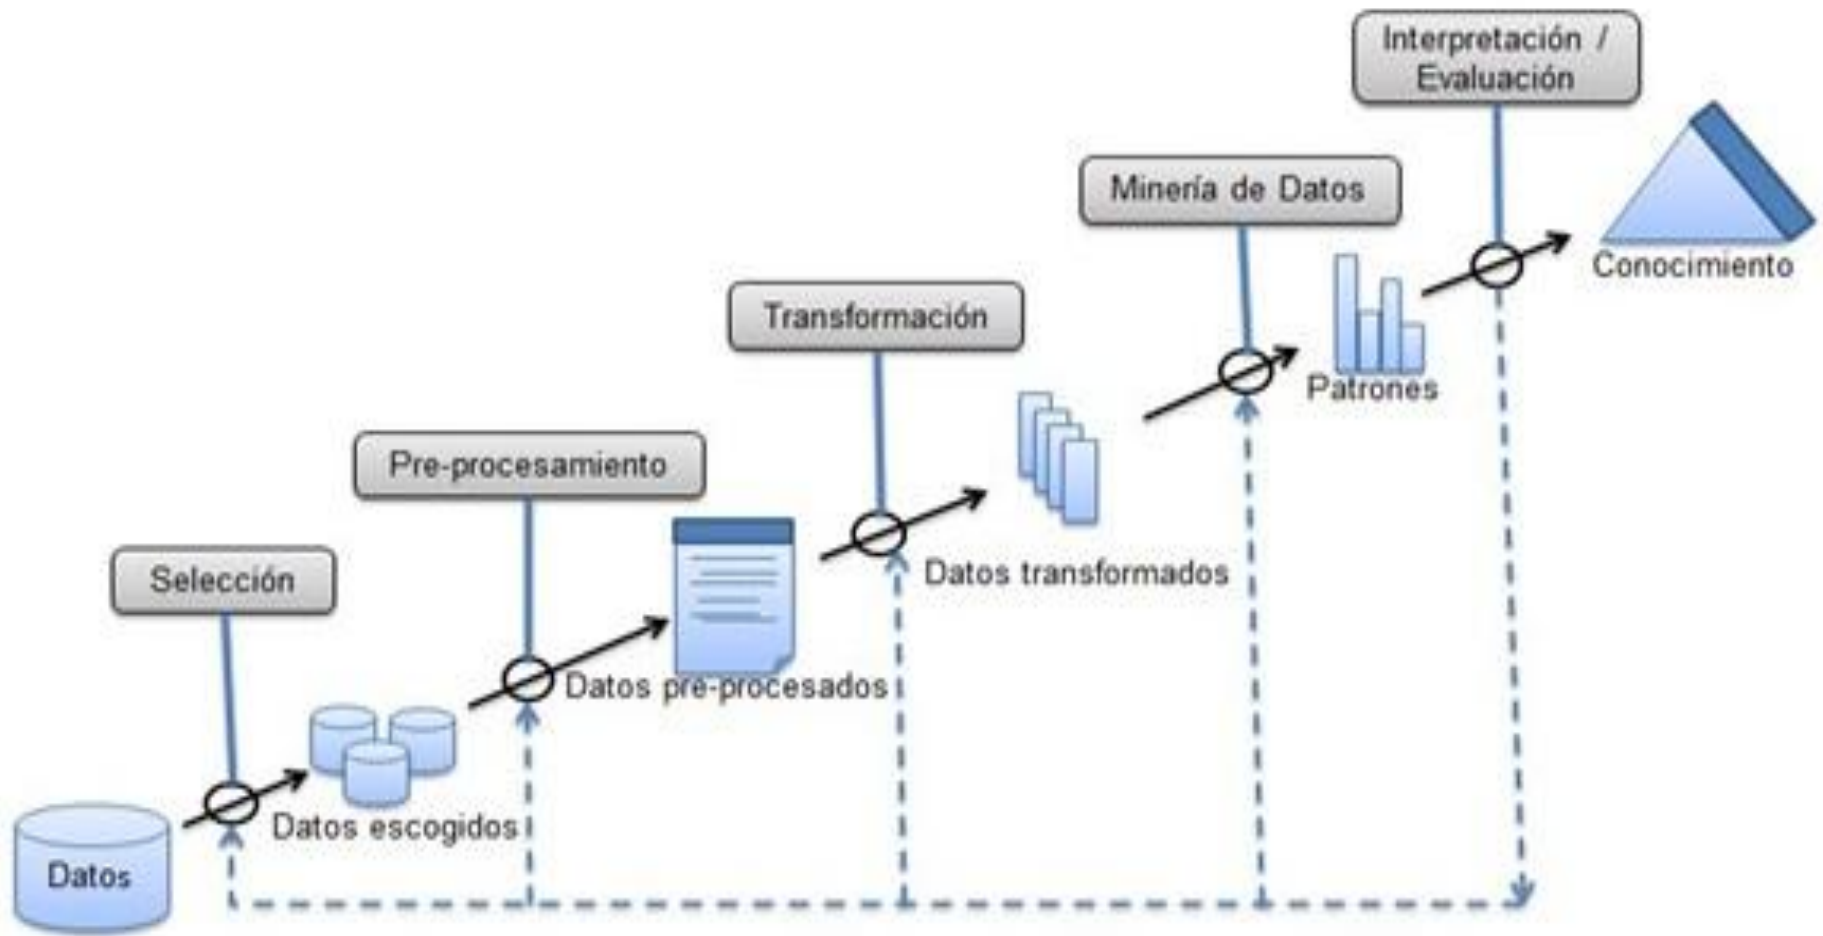 Interpretación /
Evaluación
Minería de Datos
Conocimiento
Transformación
Patrones
Pre-procesamiento
Datos transformados
Selección
Datos pre-procesados
Datos escogidos
Datos